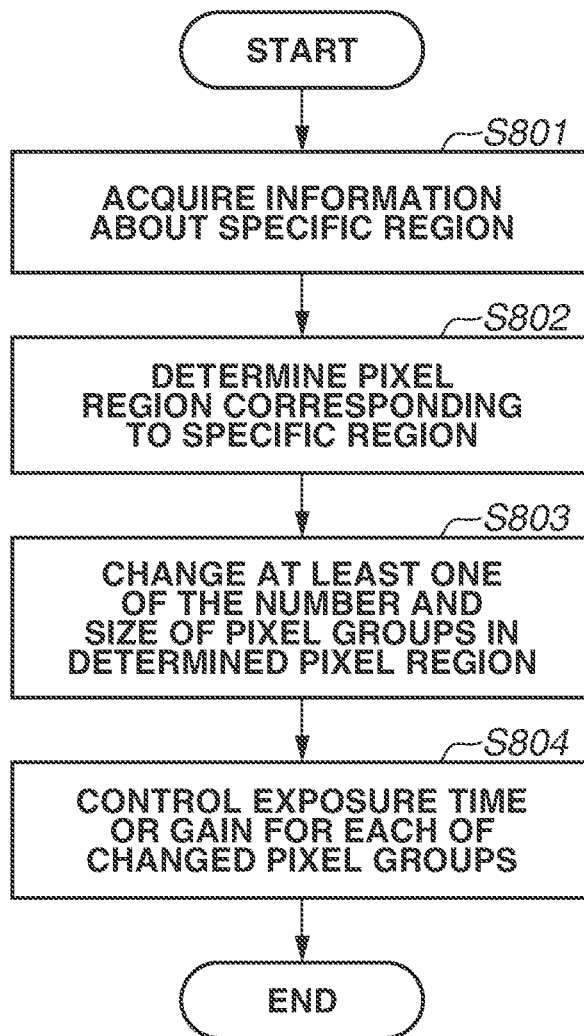 START
S801
ACQUIRE INFORMATION
ABOUT SPECIFIC REGION
S802
DETERMINE PIXEL
REGION CORRESPONDING
TO SPECIFIC REGION
S803
CHANGE AT LEAST ONE
OF THE NUMBER AND
SIZE OF PIXEL GROUPS IN
DETERMINED PIXEL REGION
S804
CONTROL EXPOSURE TIME
OR GAIN FOR EACH OF
CHANGED PIXEL GROUPS
END